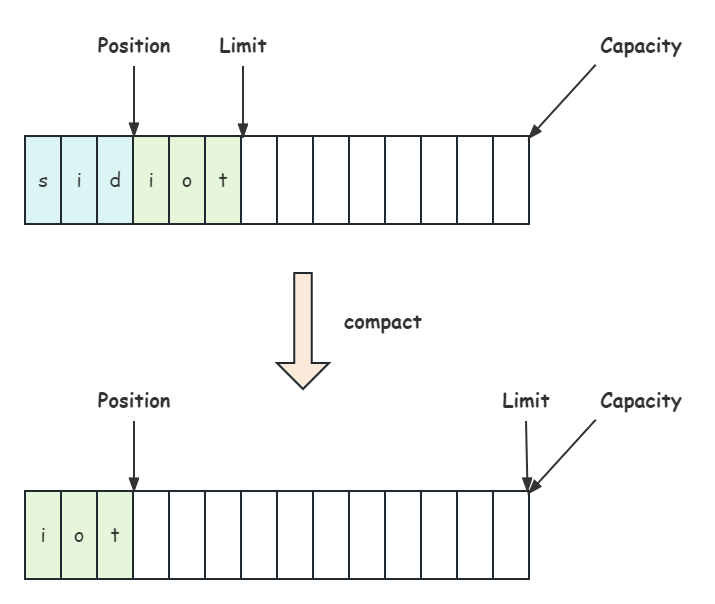 Position Limit Capacity
s i d i o t
compact
Position Limit Capacity
i o t